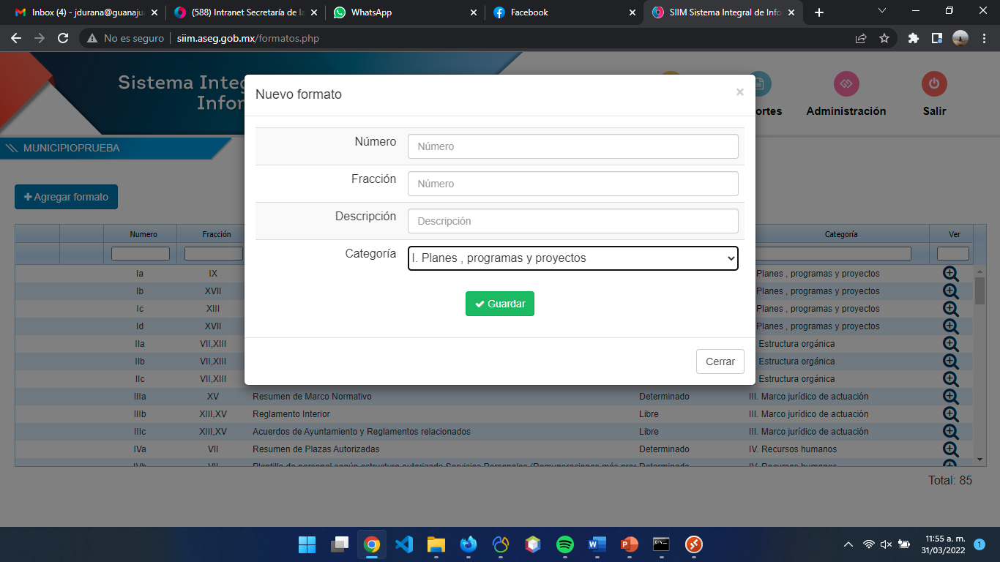 Inbox (4) - jdurana@guanaju
(588) Intranet Secretaría de la
WhatsApp
Facebook
SIIM Sistema Integral de Info
No es seguro
siim.aseg.gob.mx/formatos.php
Sistema Integ
Infor
ortes
Administración
Salir
MUNICIPIOPRUEBA
Agregar formato
Nuevo formato
×
Número
Número
Fracción
Número
Descripción
Descripción
Categoría
I. Planes , programas y proyectos
Guardar
Cerrar
Numero Fracción Categoría Ver
Ia IX Planes , programas y proyectos
Ib XVII Planes , programas y proyectos
Ic XIII Planes , programas y proyectos
Id XVII Planes , programas y proyectos
IIa VII,XIII Estructura orgánica
IIb VII,XIII Estructura orgánica
IIc VII,XIII Estructura orgánica
IIIa XV Resumen de Marco Normativo Determinado III. Marco jurídico de actuación
IIIb XIII,XV Reglamento Interior Libre III. Marco jurídico de actuación
IIIc XIII,XV Acuerdos de Ayuntamiento y Reglamentos relacionados Libre III. Marco jurídico de actuación
IVa VII Resumen de Plazas Autorizadas Determinado IV. Recursos humanos
IVb VII Plantilla de personal según estructura autorizada Servicios Personales (Remuneraciones más pre Determinado IV. Recursos humanos
Total: 85
11:55 a. m.
31/03/2022
1